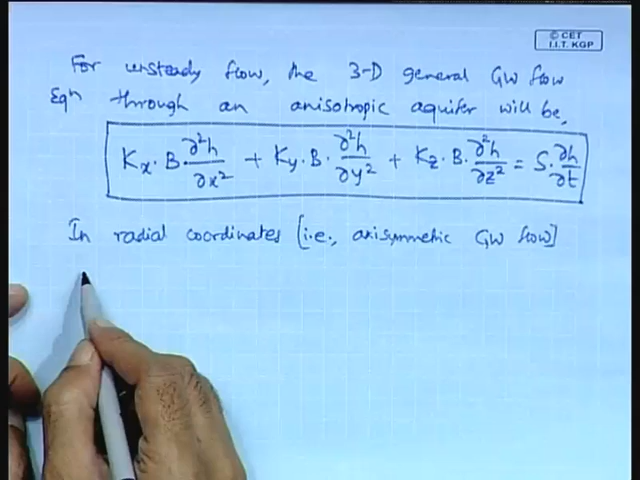 © CET
I.I.T. KGP
For unsteady flow, the 3-D general GW flow
Eqn through an anisotropic aquifer will be,
Kx · B · ∂²h/∂x² + Ky · B · ∂²h/∂y² + Kz · B · ∂²h/∂z² = S · ∂h/∂t
In radial coordinates [i.e., axisymmetric GW flow]